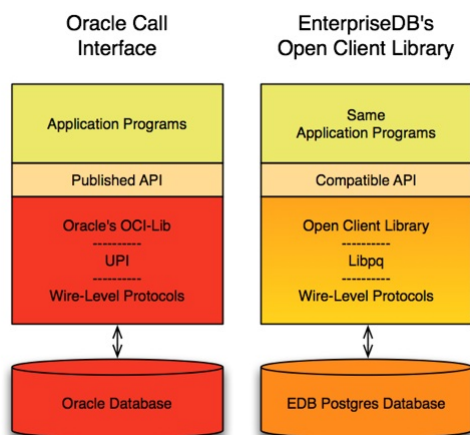 Oracle Call
Interface
Application Programs
Published API
Oracle's OCI-Lib
----------
UPI
----------
Wire-Level Protocols
Oracle Database
EnterpriseDB's
Open Client Library
Same
Application Programs
Compatible API
Open Client Library
----------
Libpq
----------
Wire-Level Protocols
EDB Postgres Database